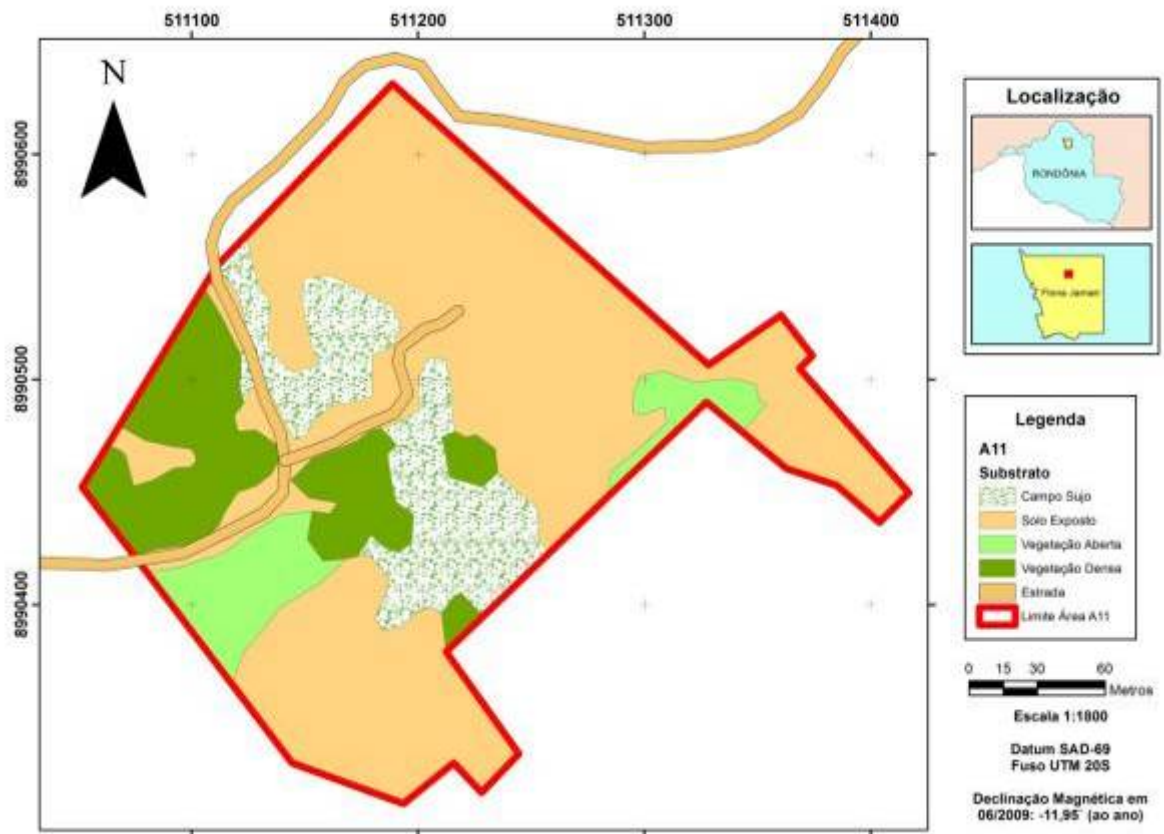 511100 511200 511300 511400
N
8990600
8990500
8990400
Localização
RONDÔNIA
Flona Jamari
Legenda
A11
Substrato
Campo Sujo
Solo Exposto
Vegetação Aberta
Vegetação Densa
Estrada
Limite Área A11
0 15 30 60
Metros
Escala 1:1800
Datum SAD-69
Fuso UTM 20S
Declinação Magnética em
06/2009: -11,95° (ao ano)